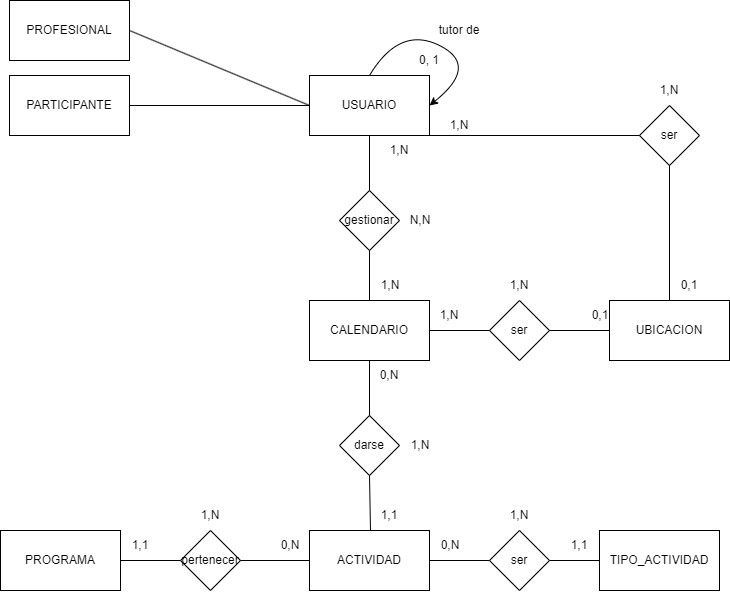 PROFESIONAL
tutor de
0, 1
PARTICIPANTE
USUARIO
1,N
1,N
ser
1,N
gestionar
N,N
1,N
1,N
0,1
CALENDARIO
1,N
ser
0,1
UBICACION
0,N
darse
1,N
1,1
1,N
1,N
PROGRAMA
1,1
pertenecer
0,N
ACTIVIDAD
0,N
ser
1,1
TIPO_ACTIVIDAD